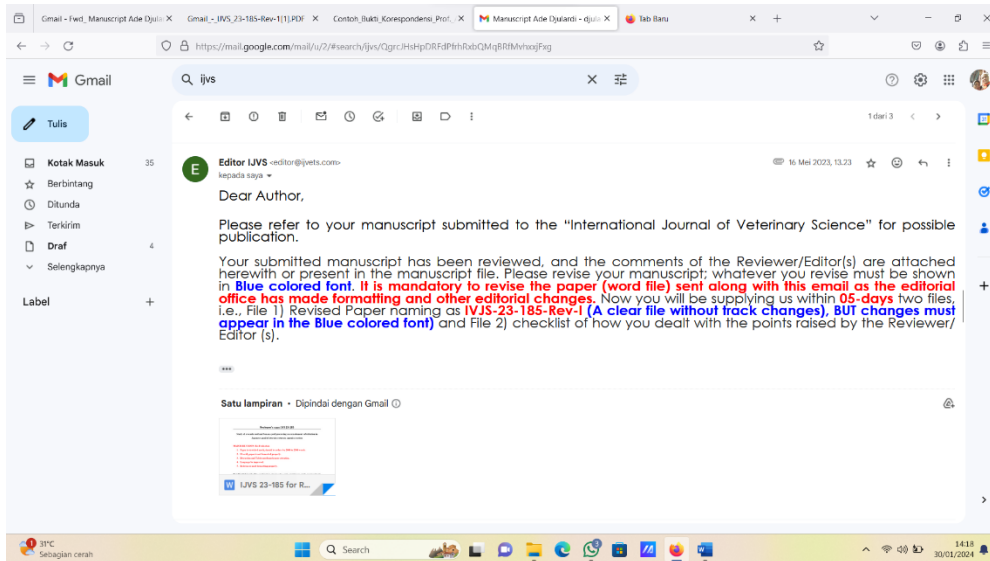 Gmail - Fwd_ Manuscript Ade Djula
Gmail_-_IJVS_23-185-Rev-1[1].PDF
Contoh_Bukti_Korespondensi_Prof,
Manuscript Ade Djulardi - djula
Tab Baru
https://mail.google.com/mail/u/2/#search/ijvs/QgrcJHsHpDRFdPfrhRxbQMqBRfMvhxojFxg
Gmail
ijvs
Tulis
1 dari 3
Kotak Masuk 35
Berbintang
Ditunda
Terkirim
Draf 4
Selengkapnya
Label
E
Editor IJVS <editor@ijvets.com>
16 Mei 2023, 13.23
kepada saya
Dear Author,
Please refer to your manuscript submitted to the “International Journal of Veterinary Science” for possible
publication.
Your submitted manuscript has been reviewed, and the comments of the Reviewer/Editor(s) are attached
herewith or present in the manuscript file. Please revise your manuscript; whatever you revise must be shown
in Blue colored font. It is mandatory to revise the paper (word file) sent along with this email as the editorial
office has made formatting and other editorial changes. Now you will be supplying us within 05-days two files,
i.e., File 1) Revised Paper naming as IVJS-23-185-Rev-I (A clear file without track changes), BUT changes must
appear in the Blue colored font) and File 2) checklist of how you dealt with the points raised by the Reviewer/
Editor (s).
Satu lampiran • Dipindai dengan Gmail
W IJVS 23-185 for R...
31°C
Sebagian cerah
Search
14:18
30/01/2024